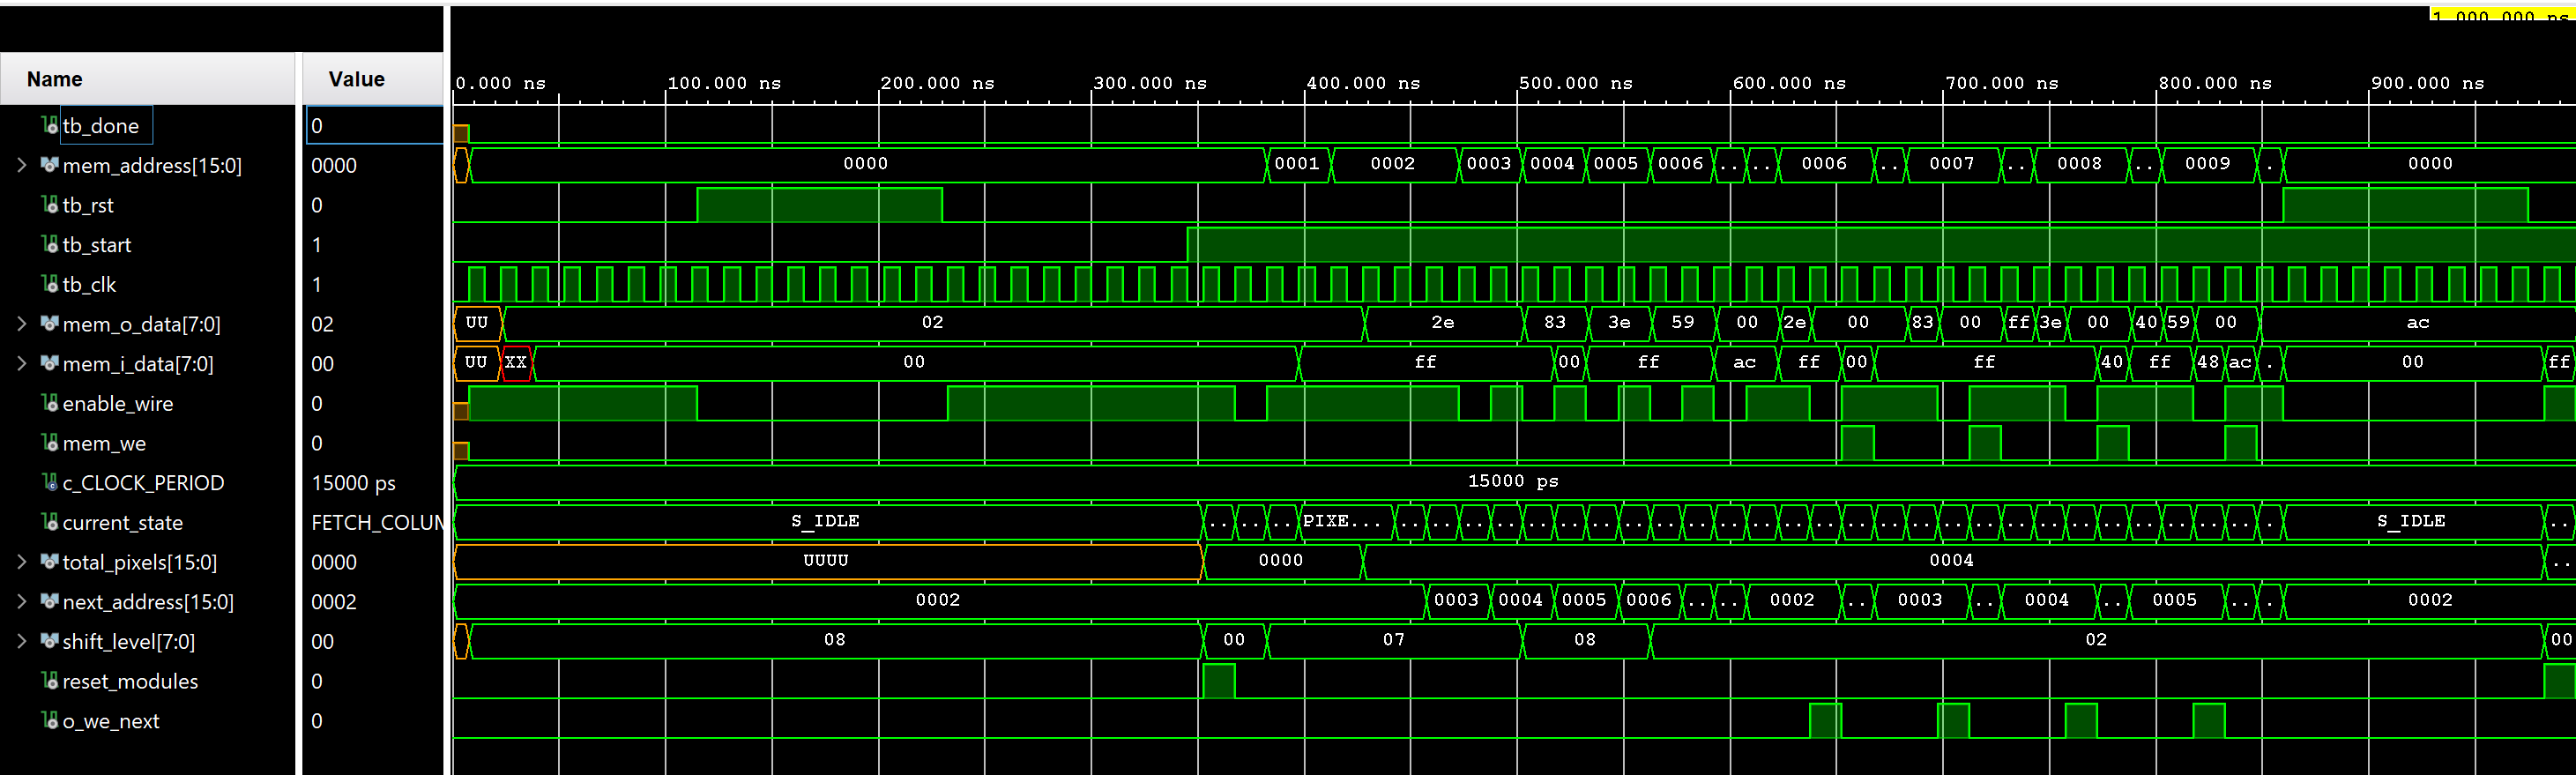 1,000.000 ns
Name Value
0.000 ns 100.000 ns 200.000 ns 300.000 ns 400.000 ns 500.000 ns 600.000 ns 700.000 ns 800.000 ns 900.000 ns
tb_done 0
mem_address[15:0] 0000 0000 0001 0002 0003 0004 0005 0006 .. .. 0006 .. 0007 .. 0008 .. 0009 . 0000
tb_rst 0
tb_start 1
tb_clk 1
mem_o_data[7:0] 02 UU 02 2e 83 3e 59 00 2e 00 83 00 ff 3e 00 40 59 00 ac
mem_i_data[7:0] 00 UU XX 00 ff 00 ff ac ff 00 ff 40 ff 48 ac . 00 ff
enable_wire 0
mem_we 0
c_CLOCK_PERIOD 15000 ps 15000 ps
current_state FETCH_COLUM S_IDLE .. .. .. PIXE... .. .. .. .. .. .. .. .. .. .. .. .. .. .. .. .. .. .. .. .. .. .. .. . S_IDLE ..
total_pixels[15:0] 0000 UUUU 0000 0004 ..
next_address[15:0] 0002 0002 0003 0004 0005 0006 .. .. 0002 .. 0003 .. 0004 .. 0005 .. . 0002
shift_level[7:0] 00 08 00 07 08 02 00
reset_modules 0
o_we_next 0